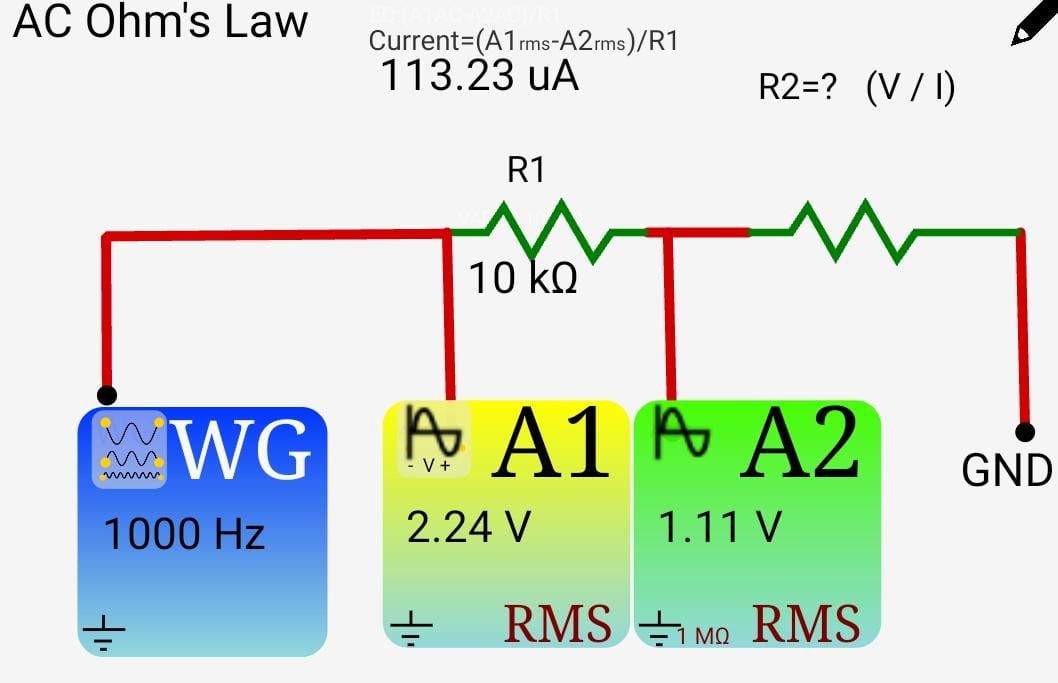 AC Ohm's Law
Current=(A1rms-A2rms)/R1
113.23 uA
R2=? (V / I)
R1
10 kΩ
WG
1000 Hz
- V +
A1
2.24 V
RMS
A2
1.11 V
1 MΩ RMS
GND